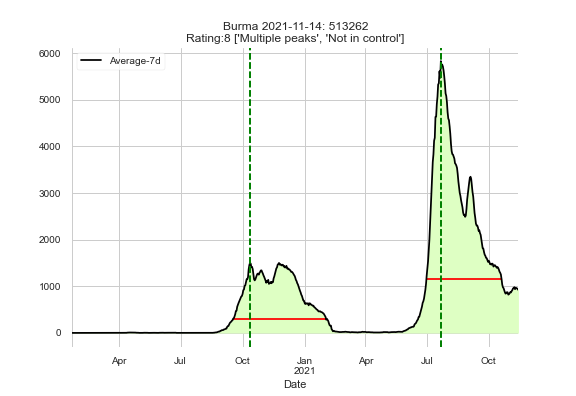 Burma 2021-11-14: 513262
Rating:8 ['Multiple peaks', 'Not in control']
Average-7d
6000
5000
4000
3000
2000
1000
0
Apr Jul Oct Jan Apr Jul Oct
2021
Date